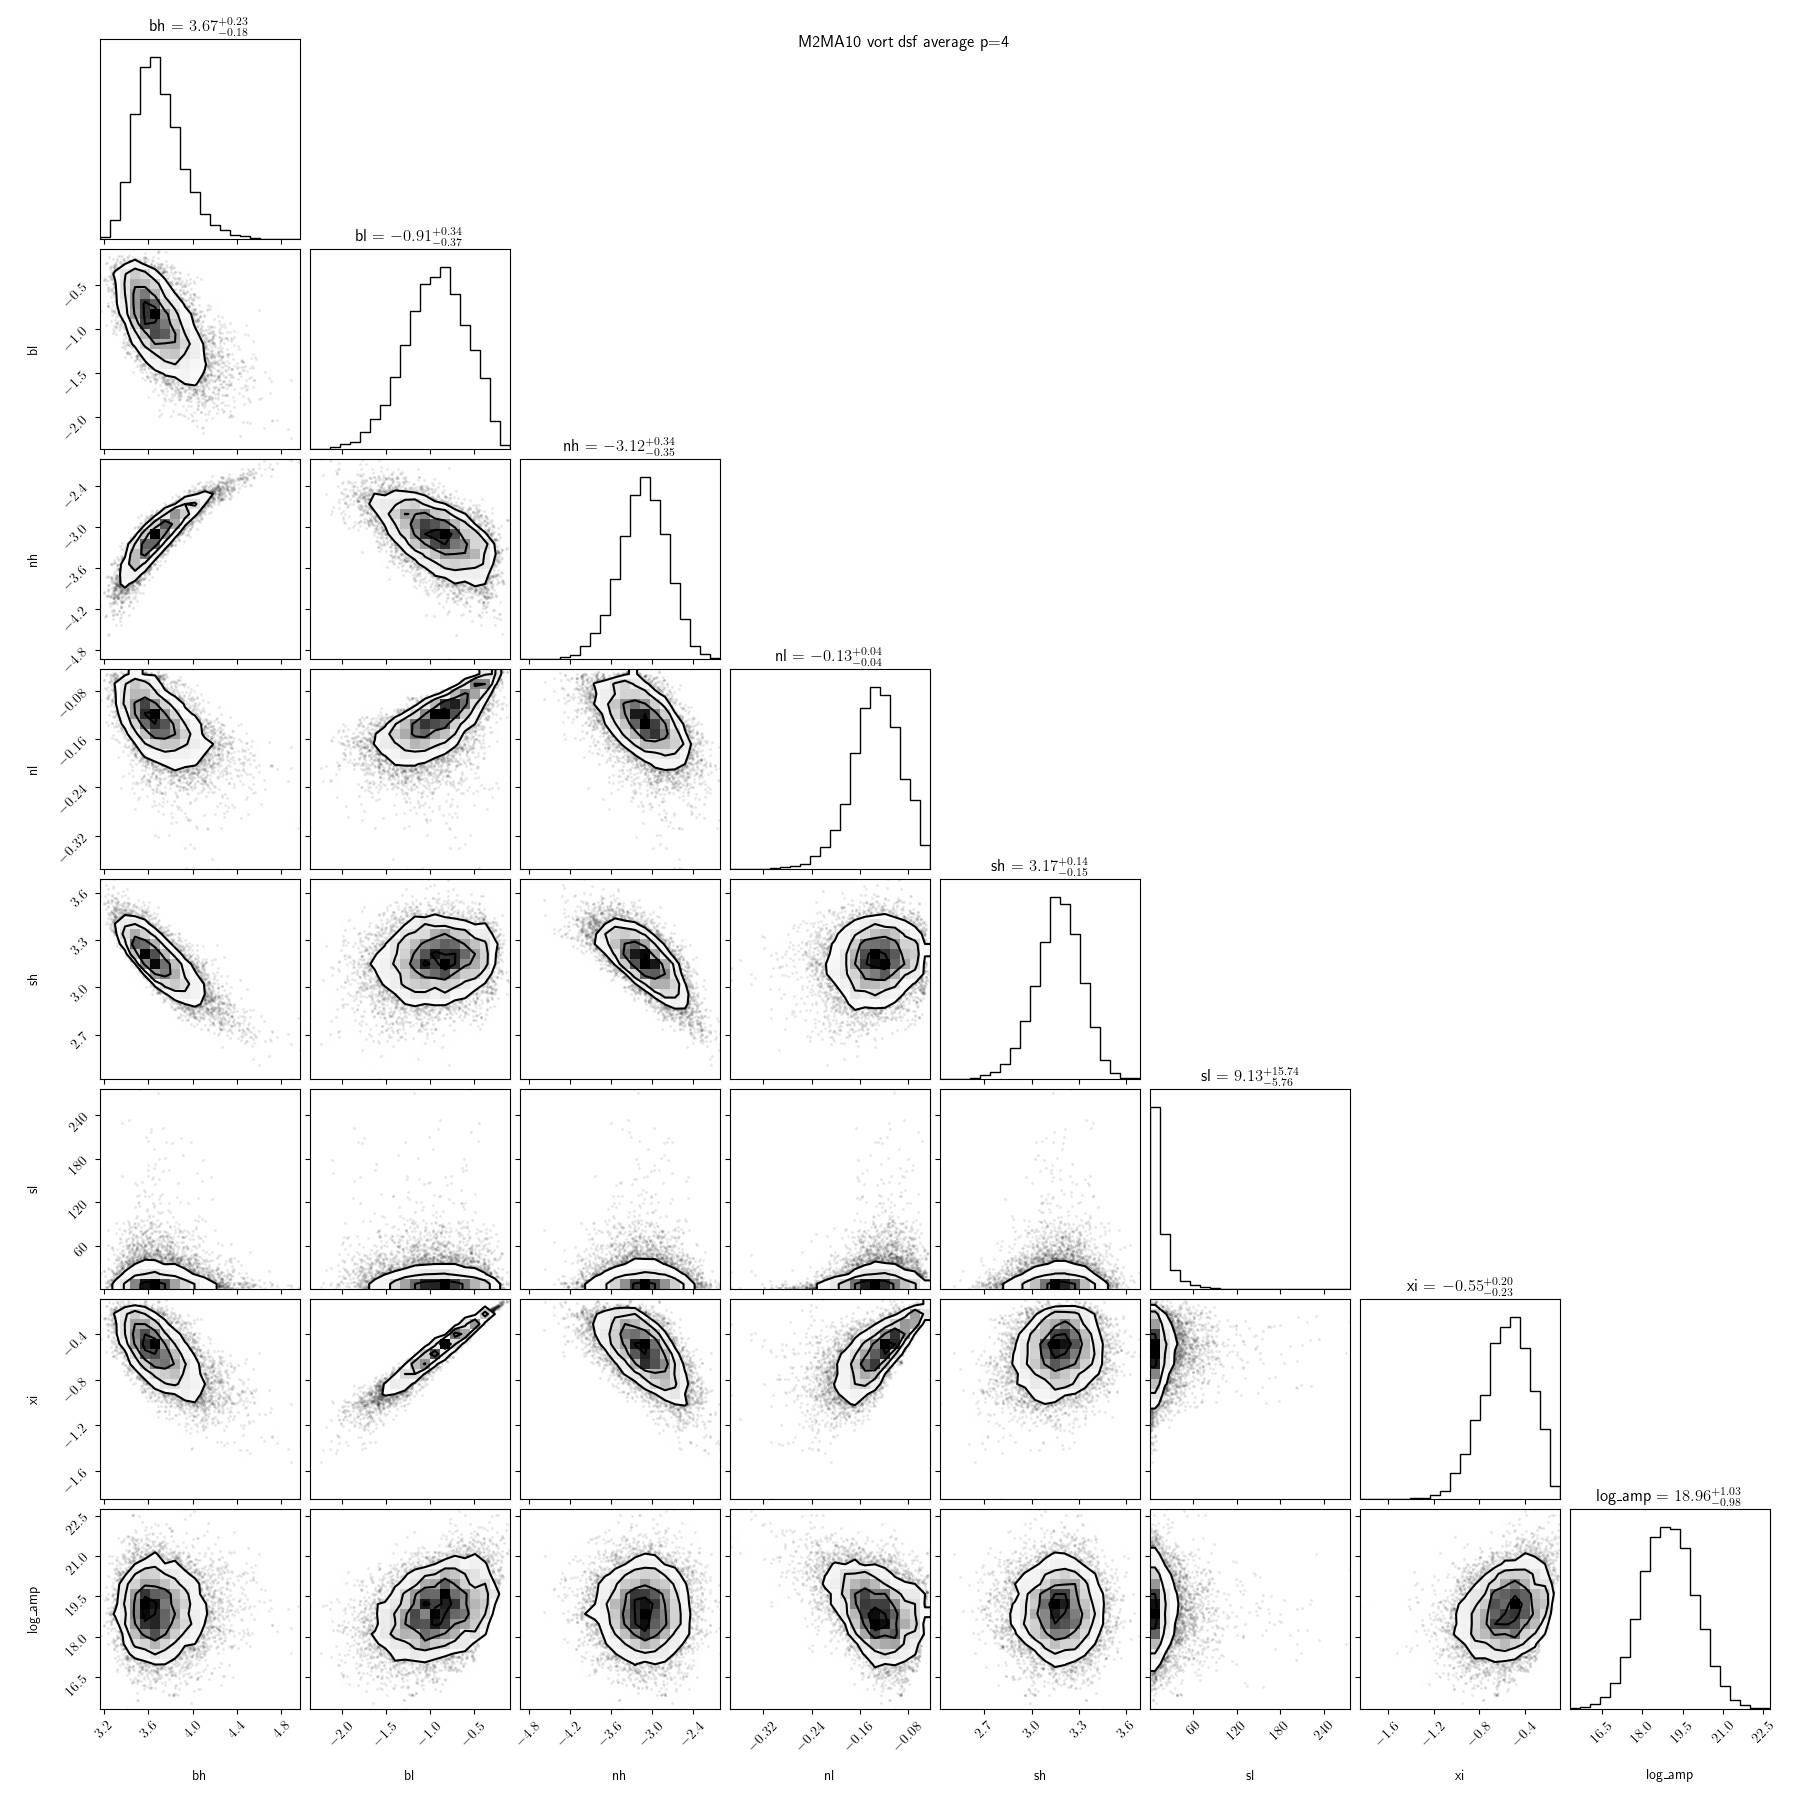 M2MA10 vort dsf average p=4
bh = 3.67^{+0.23}_{−0.18}
bl = −0.91^{+0.34}_{−0.37}
nh = −3.12^{+0.34}_{−0.35}
nl = −0.13^{+0.04}_{−0.04}
sh = 3.17^{+0.14}_{−0.15}
sl = 9.13^{+15.74}_{−5.76}
xi = −0.55^{+0.20}_{−0.23}
log_amp = 18.96^{+1.03}_{−0.98}
bl
−0.5
−1.0
−1.5
−2.0
nh
−2.4
−3.0
−3.6
−4.2
−4.8
nl
−0.08
−0.16
−0.24
−0.32
sh
3.6
3.3
3.0
2.7
sl
240
180
120
60
xi
−0.4
−0.8
−1.2
−1.6
log_amp
22.5
21.0
19.5
18.0
16.5
3.2 3.6 4.0 4.4 4.8
−2.0 −1.5 −1.0 −0.5
−4.8 −4.2 −3.6 −3.0 −2.4
−0.32 −0.24 −0.16 −0.08
2.7 3.0 3.3 3.6
60 120 180 240
−1.6 −1.2 −0.8 −0.4
16.5 18.0 19.5 21.0 22.5
bh bl nh nl sh sl xi log_amp